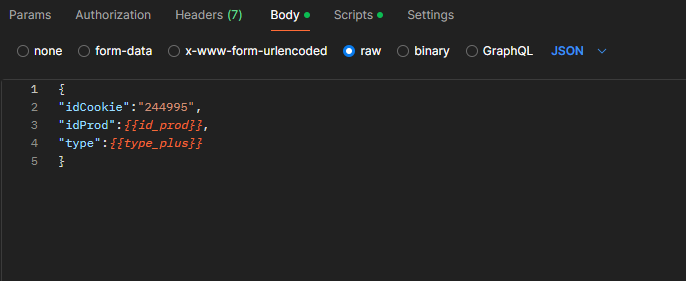 Params Authorization Headers (7) Body Scripts Settings
none form-data x-www-form-urlencoded raw binary GraphQL JSON
1 {
2 "idCookie":"244995",
3 "idProd":{{id_prod}},
4 "type":{{type_plus}}
5 }